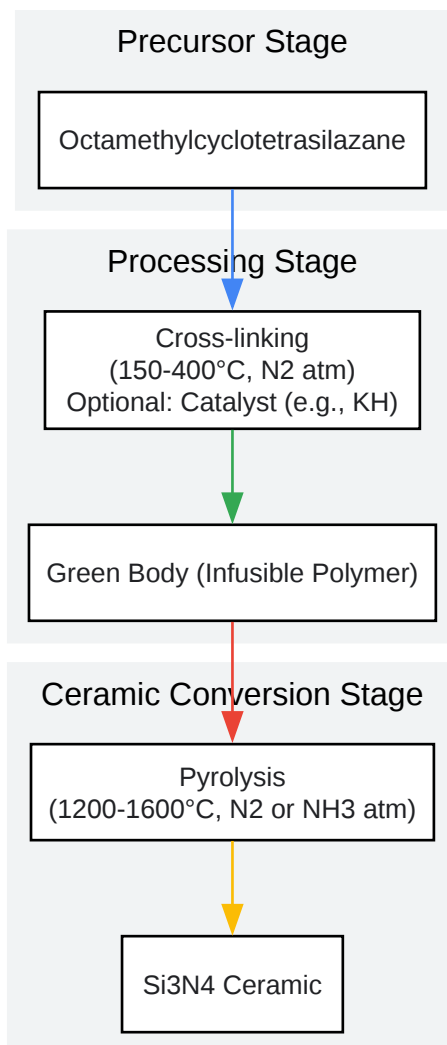 Precursor Stage
Octamethylcyclotetrasilazane
Processing Stage
Cross-linking
(150-400°C, N2 atm)
Optional: Catalyst (e.g., KH)
Green Body (Infusible Polymer)
Ceramic Conversion Stage
Pyrolysis
(1200-1600°C, N2 or NH3 atm)
Si3N4 Ceramic